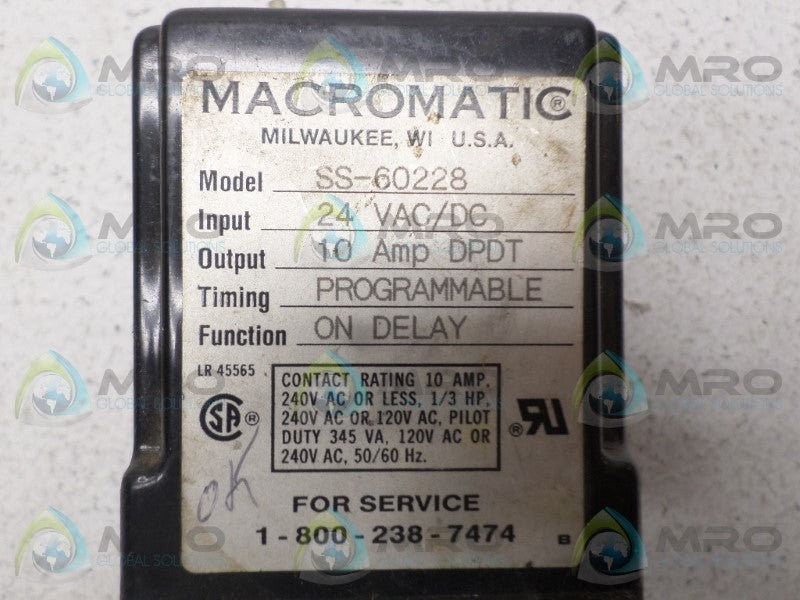 MACROMATIC®
MILWAUKEE, WI U.S.A.
Model SS-60228
Input 24 VAC/DC
Output 10 Amp DPDT
Timing PROGRAMMABLE
Function ON DELAY
LR 45565
CONTACT RATING 10 AMP,
240V AC OR LESS, 1/3 HP,
240V AC OR 120V AC, PILOT
DUTY 345 VA, 120V AC OR
240V AC, 50/60 Hz.
SA ®
® RU
OK
FOR SERVICE
1-800-238-7474 B
MRO GLOBAL SOLUTIONS